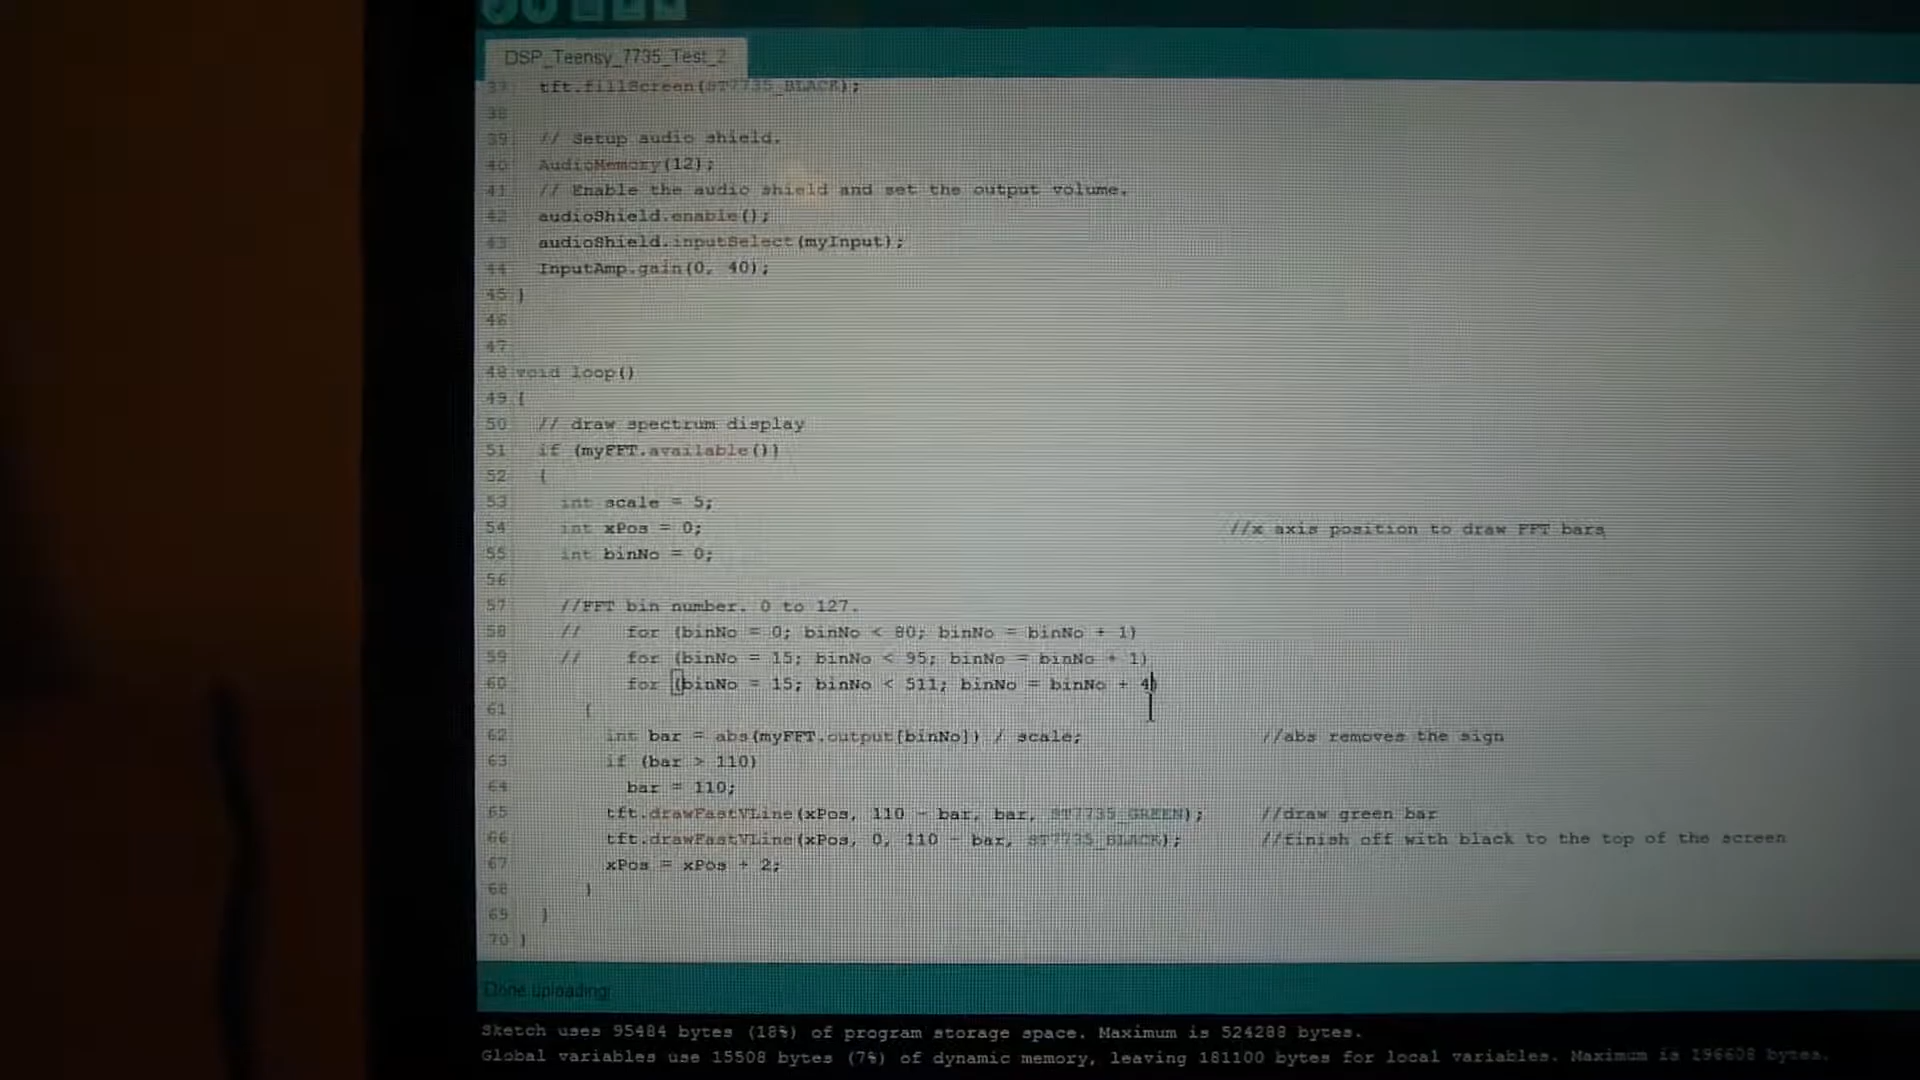 DSP_Teensy_7735_Test_2
37 tft.fillScreen(ST7735_BLACK);
38
39 // Setup audio shield.
40 AudioMemory(12);
41 // Enable the audio shield and set the output volume.
42 audioShield.enable();
43 audioShield.inputSelect(myInput);
44 InputAmp.gain(0, 40);
45 }
46
47
48 void loop()
49 {
50 // draw spectrum display
51 if (myFFT.available())
52 {
53 int scale = 5;
54 int xPos = 0; //x axis position to draw FFT bars
55 int binNo = 0;
56
57 //FFT bin number. 0 to 127.
58 // for (binNo = 0; binNo < 80; binNo = binNo + 1)
59 // for (binNo = 15; binNo < 95; binNo = binNo + 1)
60 for (binNo = 15; binNo < 511; binNo = binNo + 4)
61 {
62 int bar = abs(myFFT.output[binNo]) / scale; //abs removes the sign
63 if (bar > 110)
64 bar = 110;
65 tft.drawFastVLine(xPos, 110 - bar, bar, ST7735_GREEN); //draw green bar
66 tft.drawFastVLine(xPos, 0, 110 - bar, ST7735_BLACK); //finish off with black to the top of the screen
67 xPos = xPos + 2;
68 }
69 }
70 }
Done uploading.
Sketch uses 95484 bytes (18%) of program storage space. Maximum is 524288 bytes.
Global variables use 15508 bytes (7%) of dynamic memory, leaving 181100 bytes for local variables. Maximum is 196608 bytes.